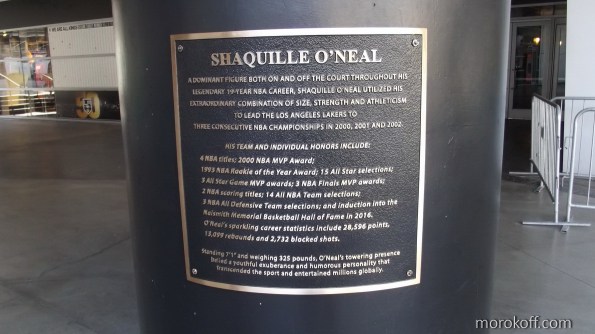 SHAQUILLE O'NEAL
A DOMINANT FIGURE BOTH ON AND OFF THE COURT THROUGHOUT HIS
LEGENDARY 19-YEAR NBA CAREER, SHAQUILLE O'NEAL UTILIZED HIS
EXTRAORDINARY COMBINATION OF SIZE, STRENGTH AND ATHLETICISM
TO LEAD THE LOS ANGELES LAKERS TO
THREE CONSECUTIVE NBA CHAMPIONSHIPS IN 2000, 2001 AND 2002.
HIS TEAM AND INDIVIDUAL HONORS INCLUDE:
4 NBA titles; 2000 NBA MVP Award;
1993 NBA Rookie of the Year Award; 15 All Star selections;
3 All Star Game MVP awards; 3 NBA Finals MVP awards;
2 NBA scoring titles; 14 All NBA Team selections;
3 NBA All Defensive Team selections; and induction into the
Naismith Memorial Basketball Hall of Fame in 2016.
O'Neal's sparkling career statistics include 28,596 points,
13,099 rebounds and 2,732 blocked shots.
Standing 7'1" and weighing 325 pounds, O'Neal's towering presence
belied a youthful exuberance and humorous personality that
transcended the sport and entertained millions globally.
morokoff.com